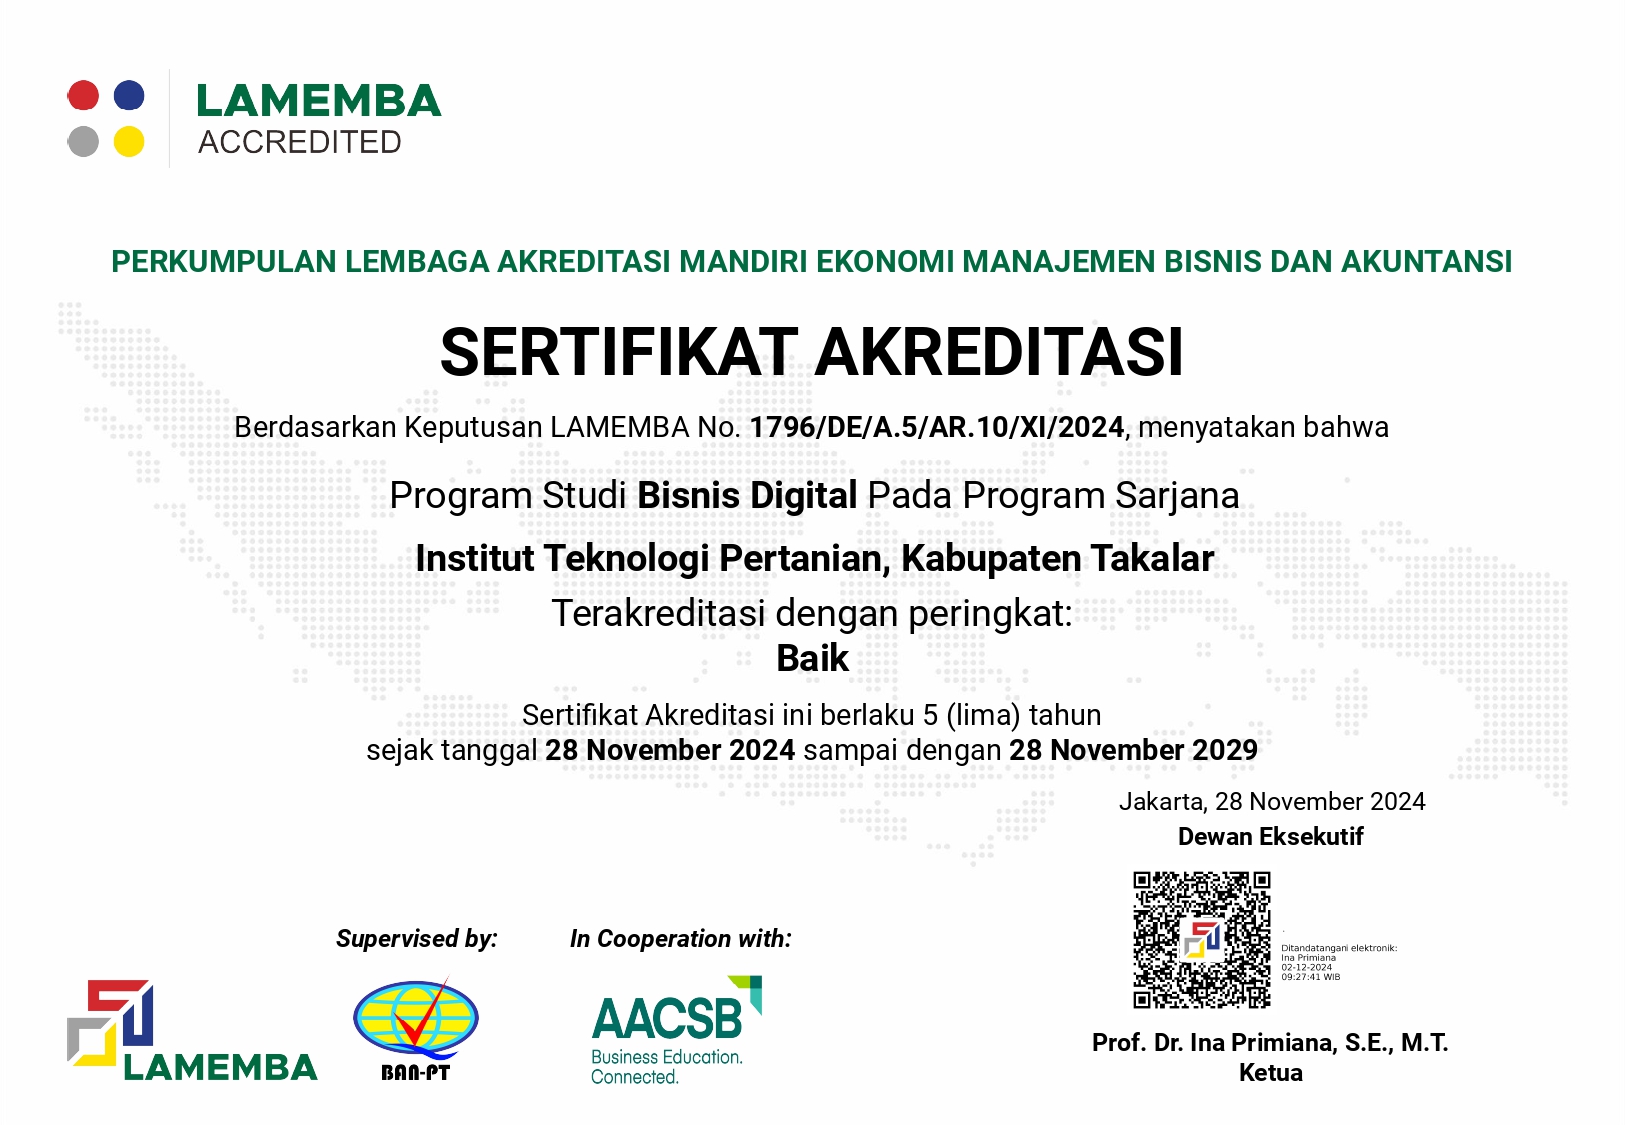 LAMEMBA
ACCREDITED
PERKUMPULAN LEMBAGA AKREDITASI MANDIRI EKONOMI MANAJEMEN BISNIS DAN AKUNTANSI
SERTIFIKAT AKREDITASI
Berdasarkan Keputusan LAMEMBA No. 1796/DE/A.5/AR.10/XI/2024, menyatakan bahwa
Program Studi Bisnis Digital Pada Program Sarjana
Institut Teknologi Pertanian, Kabupaten Takalar
Terakreditasi dengan peringkat:
Baik
Sertifikat Akreditasi ini berlaku 5 (lima) tahun
sejak tanggal 28 November 2024 sampai dengan 28 November 2029
Jakarta, 28 November 2024
Dewan Eksekutif
Ditandatangani elektronik:
Ina Primiana
02-12-2024
09:27:41 WIB
Prof. Dr. Ina Primiana, S.E., M.T.
Ketua
Supervised by:
In Cooperation with:
LAMEMBA
BAN-PT
AACSB
Business Education.
Connected.